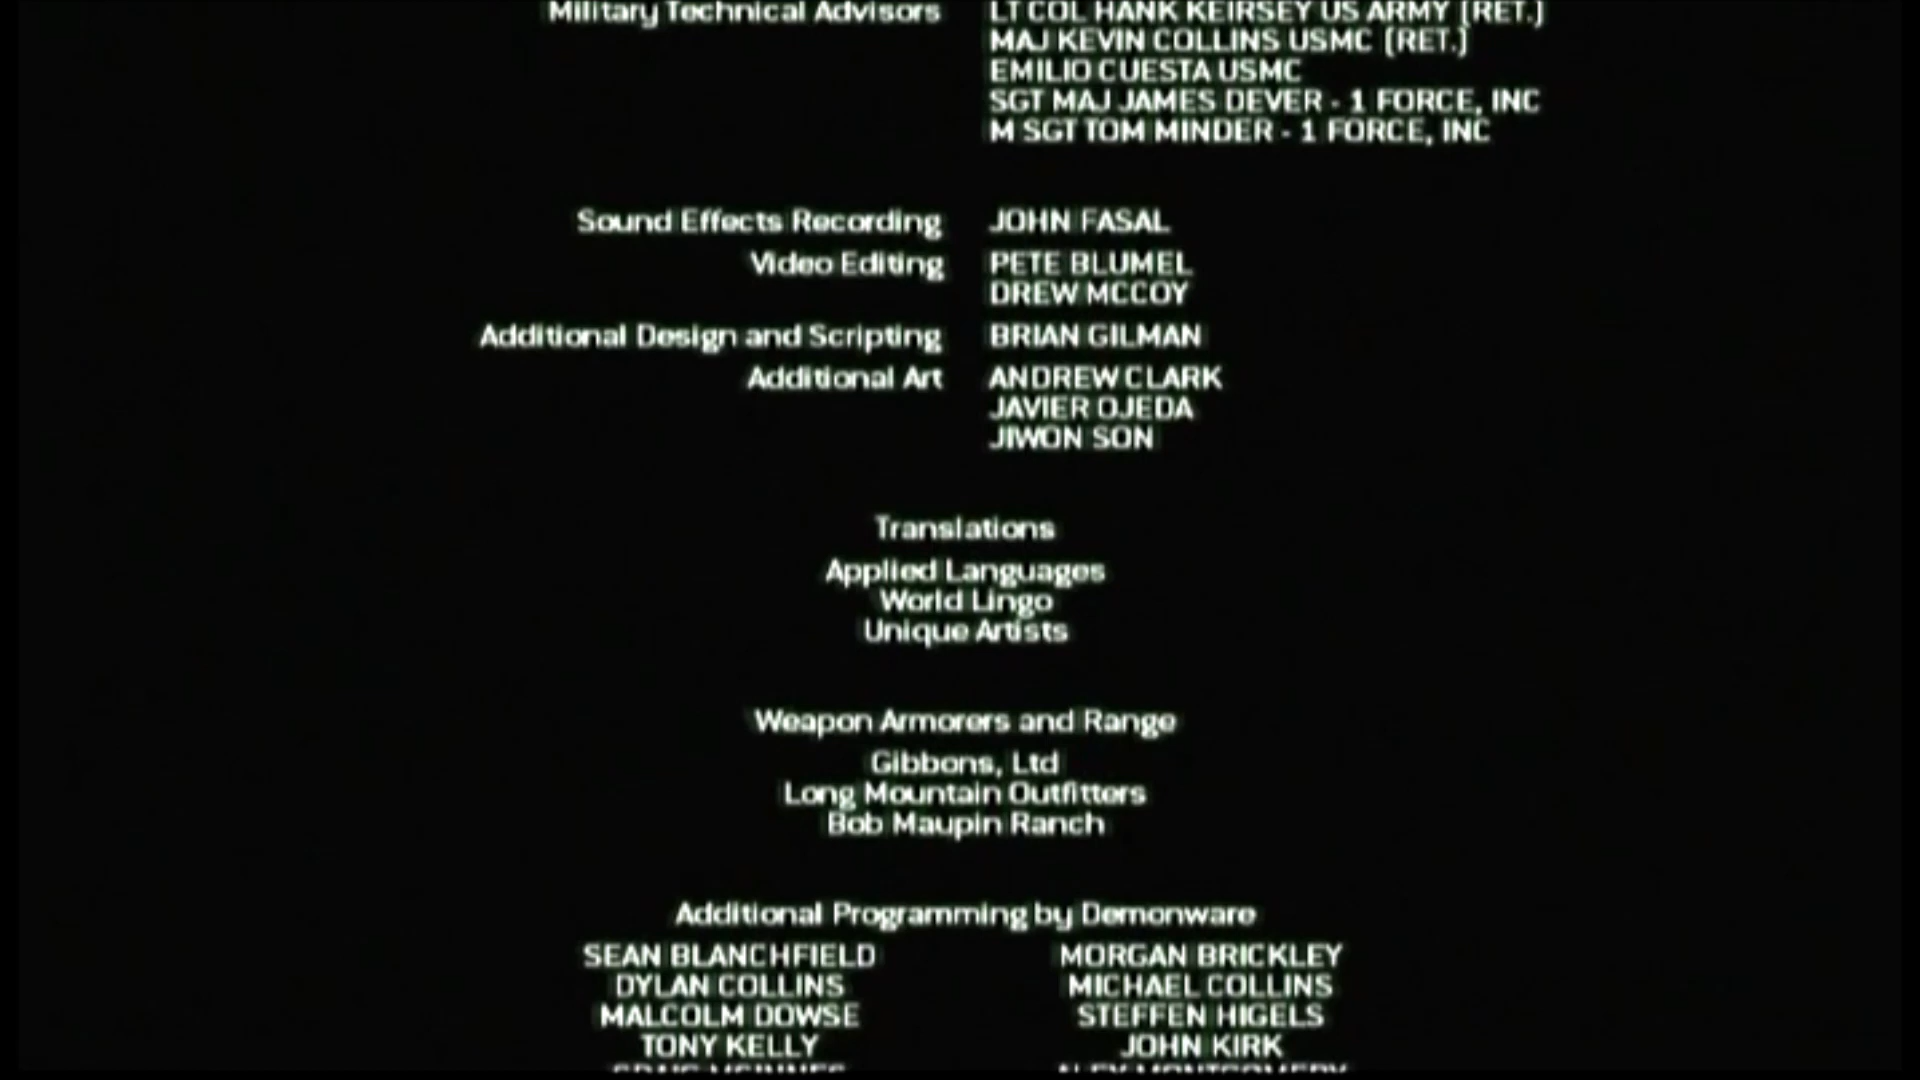 Military Technical Advisors LT COL HANK KEIRSEY US ARMY (RET.)
MAJ KEVIN COLLINS USMC (RET.)
EMILIO CUESTA USMC
SGT MAJ JAMES DEVER - 1 FORCE, INC
M SGT TOM MINDER - 1 FORCE, INC
Sound Effects Recording JOHN FASAL
Video Editing PETE BLUMEL
DREW MCCOY
Additional Design and Scripting BRIAN GILMAN
Additional Art ANDREW CLARK
JAVIER OJEDA
JIWON SON
Translations
Applied Languages
World Lingo
Unique Artists
Weapon Armorers and Range
Gibbons, Ltd
Long Mountain Outfitters
Bob Maupin Ranch
Additional Programming by Demonware
SEAN BLANCHFIELD MORGAN BRICKLEY
DYLAN COLLINS MICHAEL COLLINS
MALCOLM DOWSE STEFFEN HIGELS
TONY KELLY JOHN KIRK